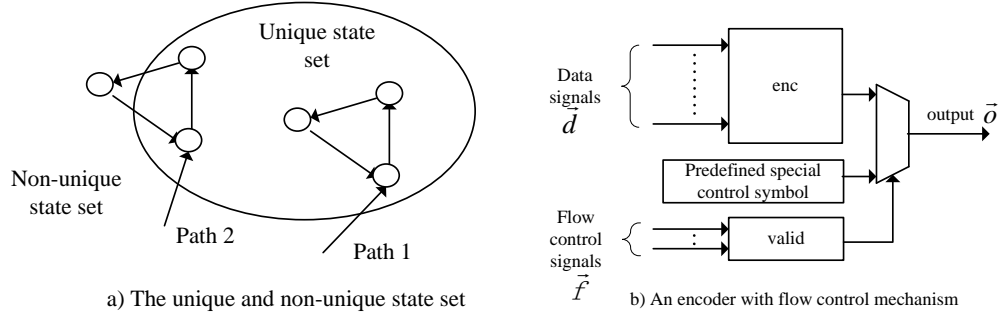 Unique state
set
Non-unique
state set
Path 2
Path 1
a) The unique and non-unique state set
Data
signals
d
enc
output o
Predefined special
control symbol
Flow
control
signals
f
valid
b) An encoder with flow control mechanism